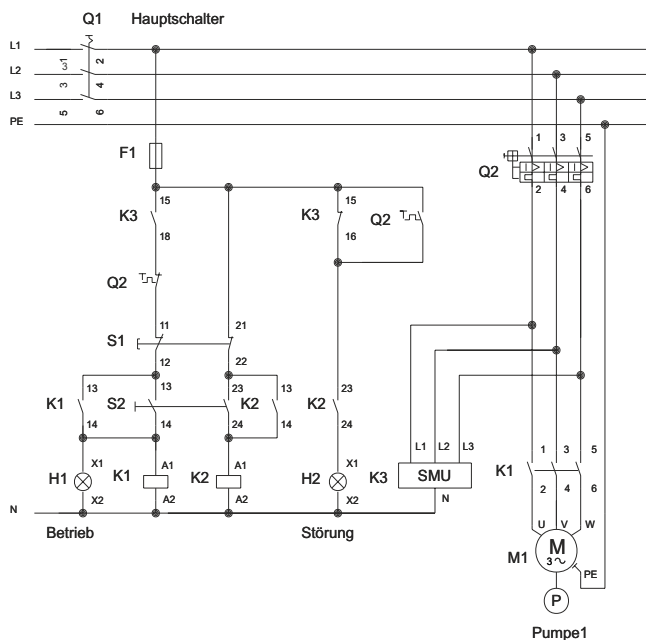 Q1 Hauptschalter
L1
31 2
L2
3 4
L3
5 6
PE
F1
1 3 5
Q2
2 4 6
15 15
K3 K3 Q2
18 16
Q2
11 21
S1
12 22
13 13 23 13 23
K1 S2 K2 K2
14 14 24 14 24
L1 L2 L3
1 3 5
X1 A1 A1 X1
H1 K1 K2 H2 K3 SMU K1
X2 A2 A2 X2 N
2 4 6
N
U V W
Betrieb Störung
M1 M
3 ~
PE
P
Pumpe1